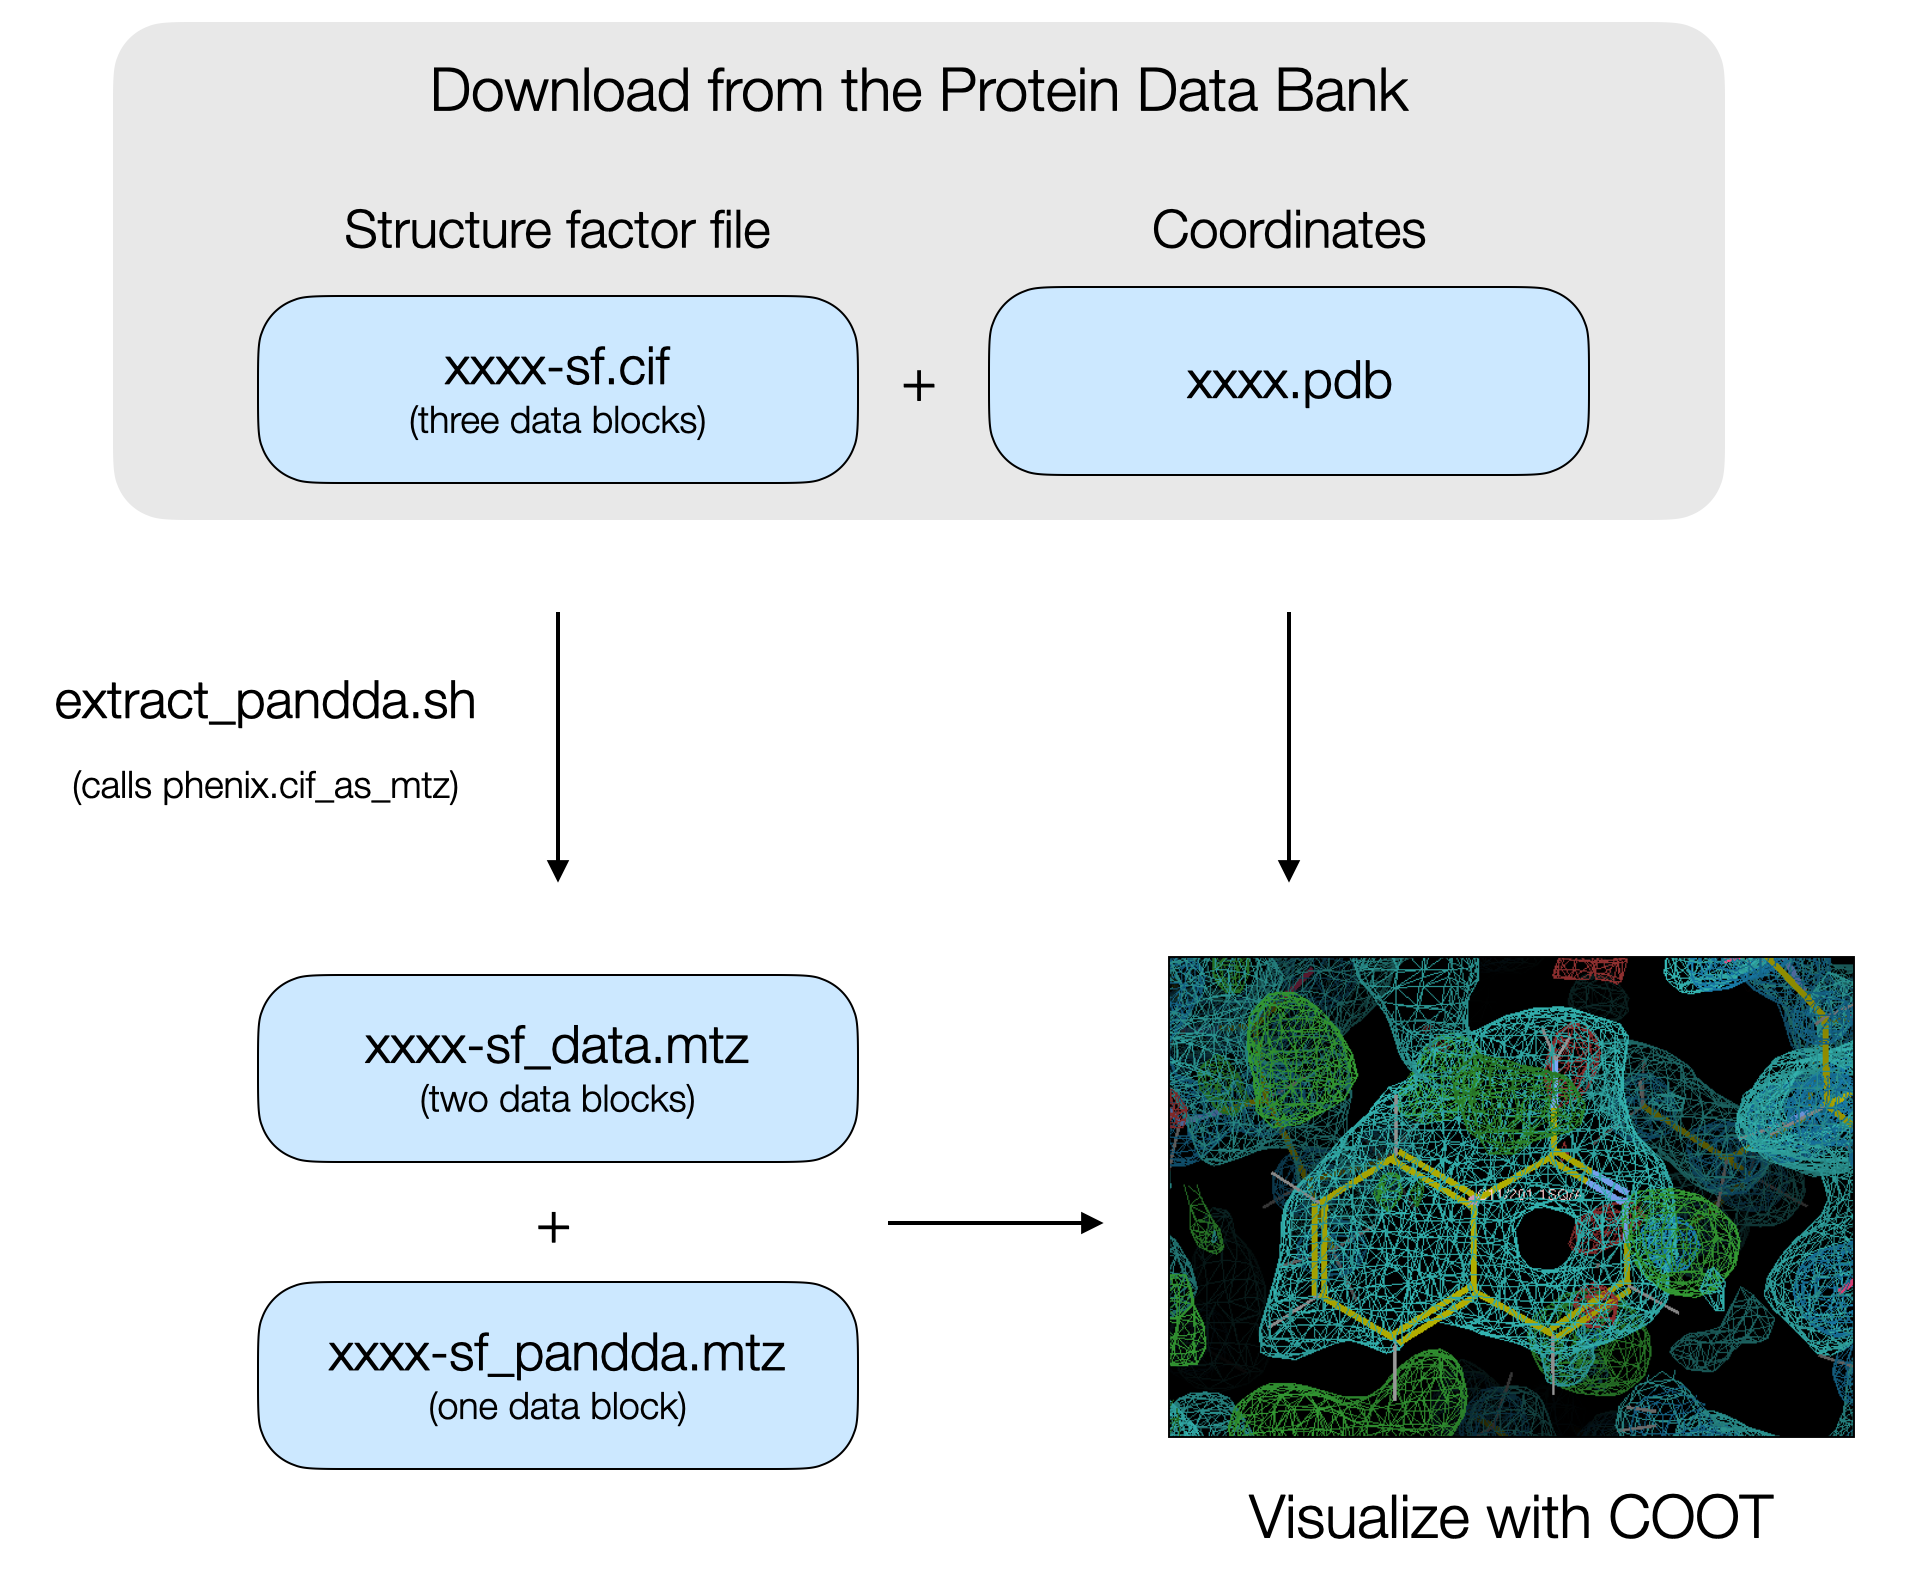 Download from the Protein Data Bank
Structure factor file
Coordinates
xxxx-sf.cif
(three data blocks)
+
xxxx.pdb
extract_pandda.sh
(calls phenix.cif_as_mtz)
xxxx-sf_data.mtz
(two data blocks)
+
xxxx-sf_pandda.mtz
(one data block)
Visualize with COOT